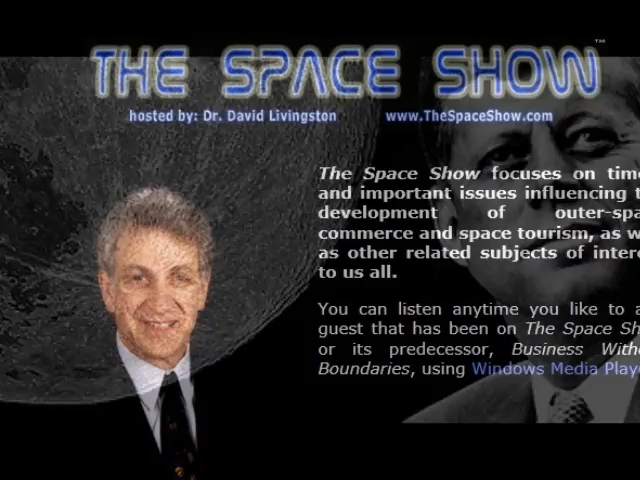 THE SPACE SHOW ™
hosted by: Dr. David Livingston www.TheSpaceShow.com
The Space Show focuses on time
and important issues influencing t
development of outer-spa
commerce and space tourism, as w
as other related subjects of intere
to us all.
You can listen anytime you like to a
guest that has been on The Space Sh
or its predecessor, Business Witho
Boundaries, using Windows Media Playe